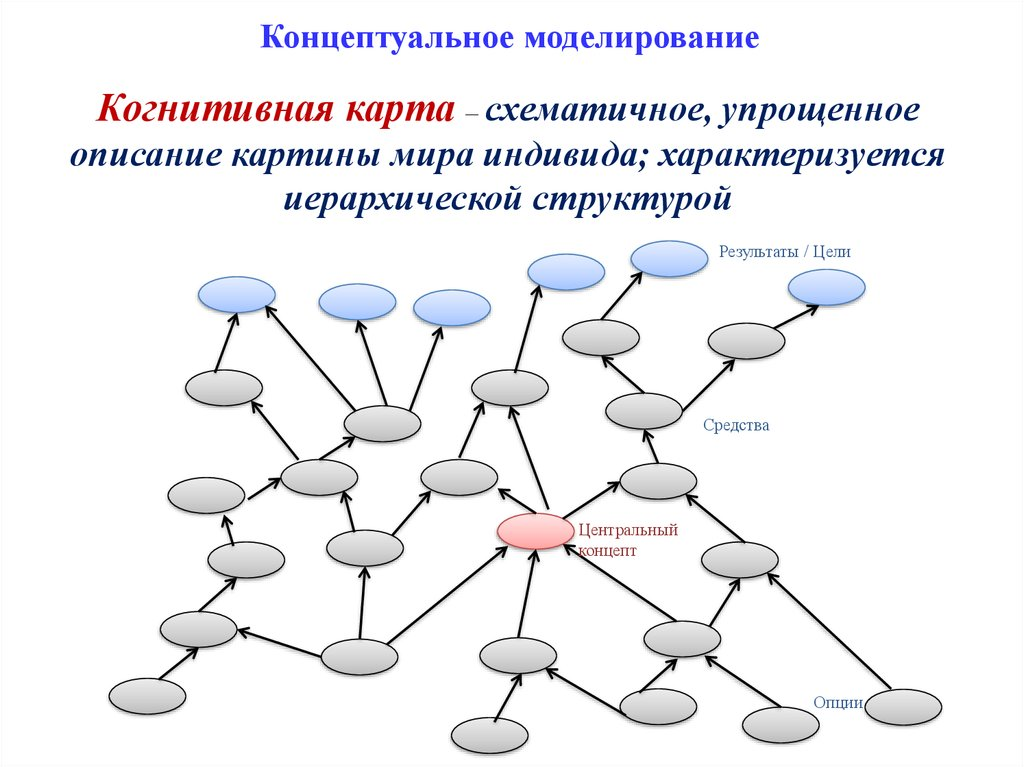 Концептуальное моделирование
Когнитивная карта – схематичное, упрощенное
описание картины мира индивида; характеризуется
иерархической структурой
Результаты / Цели
Средства
Центральный
концепт
Опции